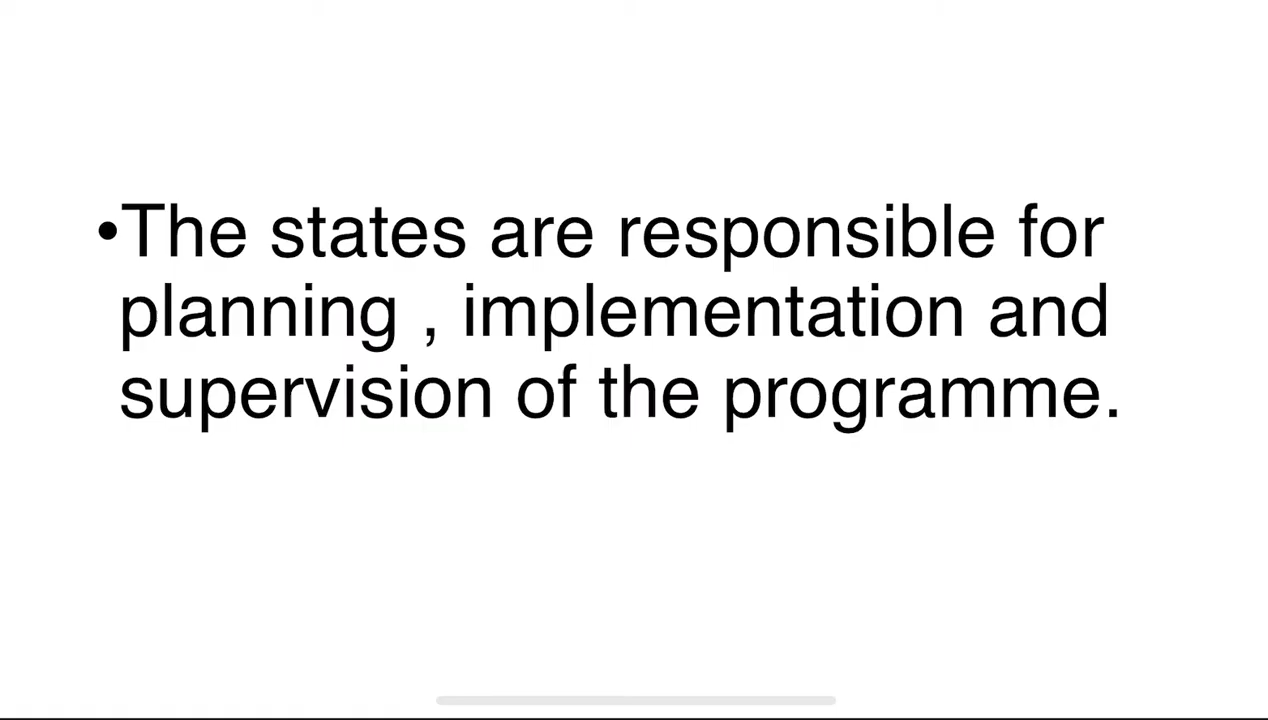 •The states are responsible for
planning , implementation and
supervision of the programme.